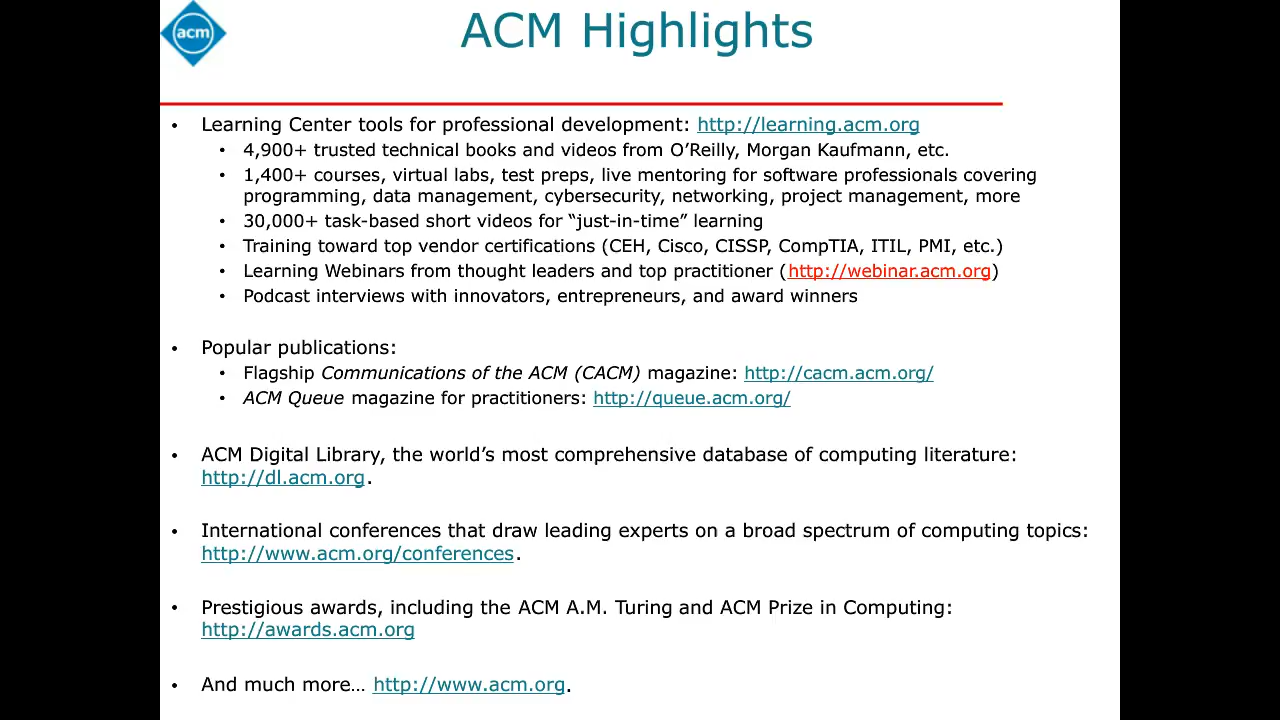 acm
ACM Highlights
• Learning Center tools for professional development: http://learning.acm.org
• 4,900+ trusted technical books and videos from O’Reilly, Morgan Kaufmann, etc.
• 1,400+ courses, virtual labs, test preps, live mentoring for software professionals covering
programming, data management, cybersecurity, networking, project management, more
• 30,000+ task-based short videos for “just-in-time” learning
• Training toward top vendor certifications (CEH, Cisco, CISSP, CompTIA, ITIL, PMI, etc.)
• Learning Webinars from thought leaders and top practitioner (http://webinar.acm.org)
• Podcast interviews with innovators, entrepreneurs, and award winners
• Popular publications:
• Flagship Communications of the ACM (CACM) magazine: http://cacm.acm.org/
• ACM Queue magazine for practitioners: http://queue.acm.org/
• ACM Digital Library, the world’s most comprehensive database of computing literature:
http://dl.acm.org.
• International conferences that draw leading experts on a broad spectrum of computing topics:
http://www.acm.org/conferences.
• Prestigious awards, including the ACM A.M. Turing and ACM Prize in Computing:
http://awards.acm.org
• And much more… http://www.acm.org.